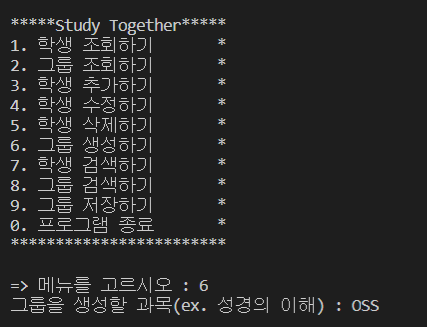 *****Study Together*****
1. 학생 조회하기       *
2. 그룹 조회하기       *
3. 학생 추가하기       *
4. 학생 수정하기       *
5. 학생 삭제하기       *
6. 그룹 생성하기       *
7. 학생 검색하기       *
8. 그룹 검색하기       *
9. 그룹 저장하기       *
0. 프로그램 종료       *
************************
=> 메뉴를 고르시오 : 6
그룹을 생성할 과목(ex. 성경의 이해) : OSS